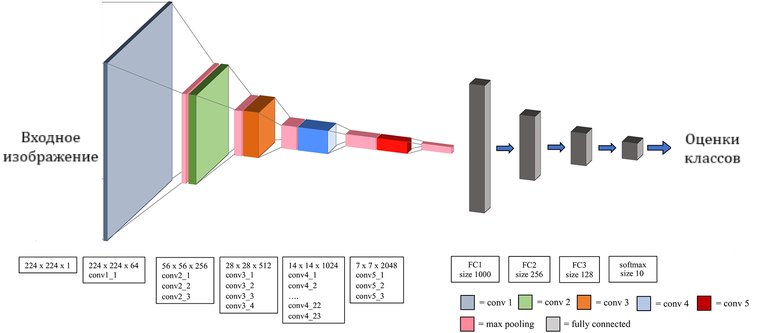 Входное
изображение
Оценки
классов
224 x 224 x 1
224 x 224 x 64
conv1_1
56 x 56 x 256
conv2_1
conv2_2
conv2_3
28 x 28 x 512
conv3_1
conv3_2
conv3_3
conv3_4
14 x 14 x 1024
conv4_1
conv4_2
....
conv4_22
conv4_23
7 x 7 x 2048
conv5_1
conv5_2
conv5_3
FC1
size 1000
FC2
size 256
FC3
size 128
softmax
size 10
= conv 1
= conv 2
= conv 3
= conv 4
= conv 5
= max pooling
= fully connected